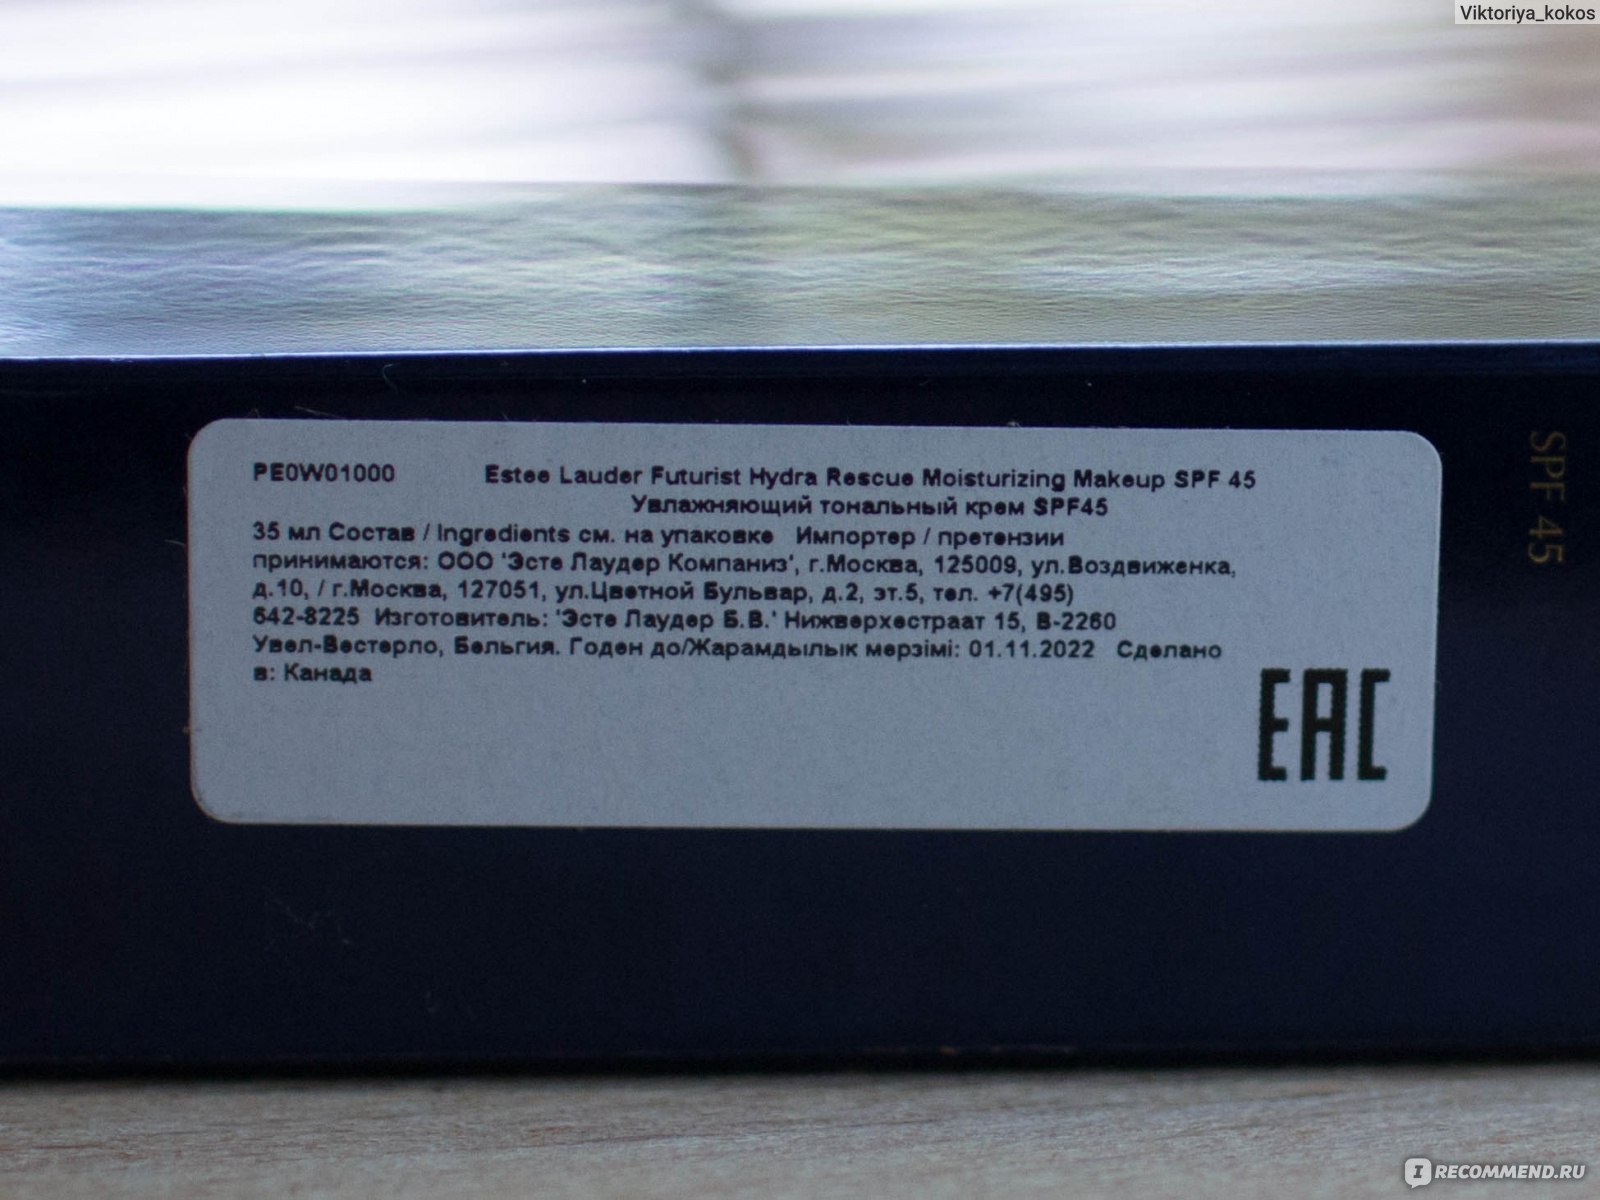 Viktoriya_kokos
PE0W01000 Estee Lauder Futurist Hydra Rescue Moisturizing Makeup SPF 45
Увлажняющий тональный крем SPF45
35 мл Состав / Ingredients см. на упаковке Импортер / претензии
принимаются: ООО 'Эсте Лаудер Компаниз', г.Москва, 125009, ул.Воздвиженка,
д.10, / г.Москва, 127051, ул.Цветной Бульвар, д.2, эт.5, тел. +7(495)
642-8225 Изготовитель: 'Эсте Лаудер Б.В.' Нижверхестраат 15, B-2260
Увел-Вестерло, Бельгия. Годен до/Жарамдылык мерзімі: 01.11.2022 Сделано
в: Канада
EAC
SPF 45
IRECOMMEND.RU